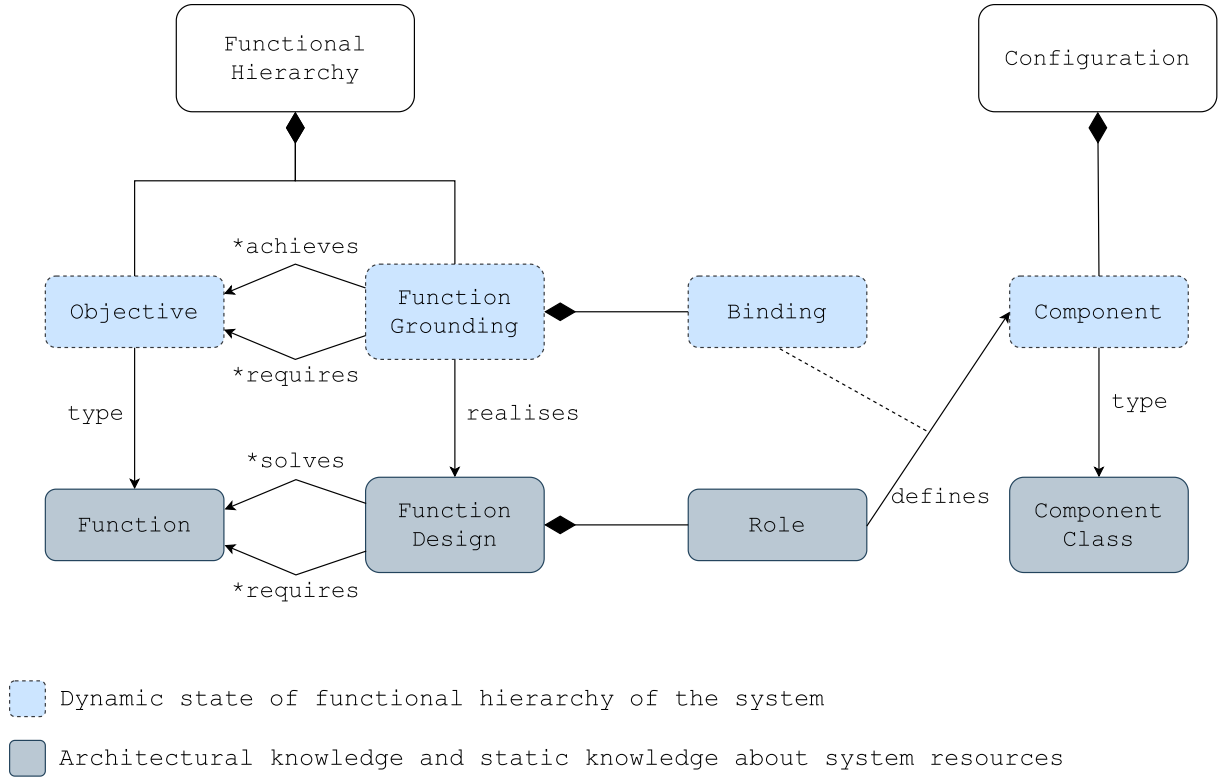 Functional
Hierarchy
Configuration
*achieves
Objective
Function
Grounding
Binding
Component
*requires
type
realises
type
*solves
Function
Function
Design
Role
defines
Component
Class
*requires
Dynamic state of functional hierarchy of the system
Architectural knowledge and static knowledge about system resources